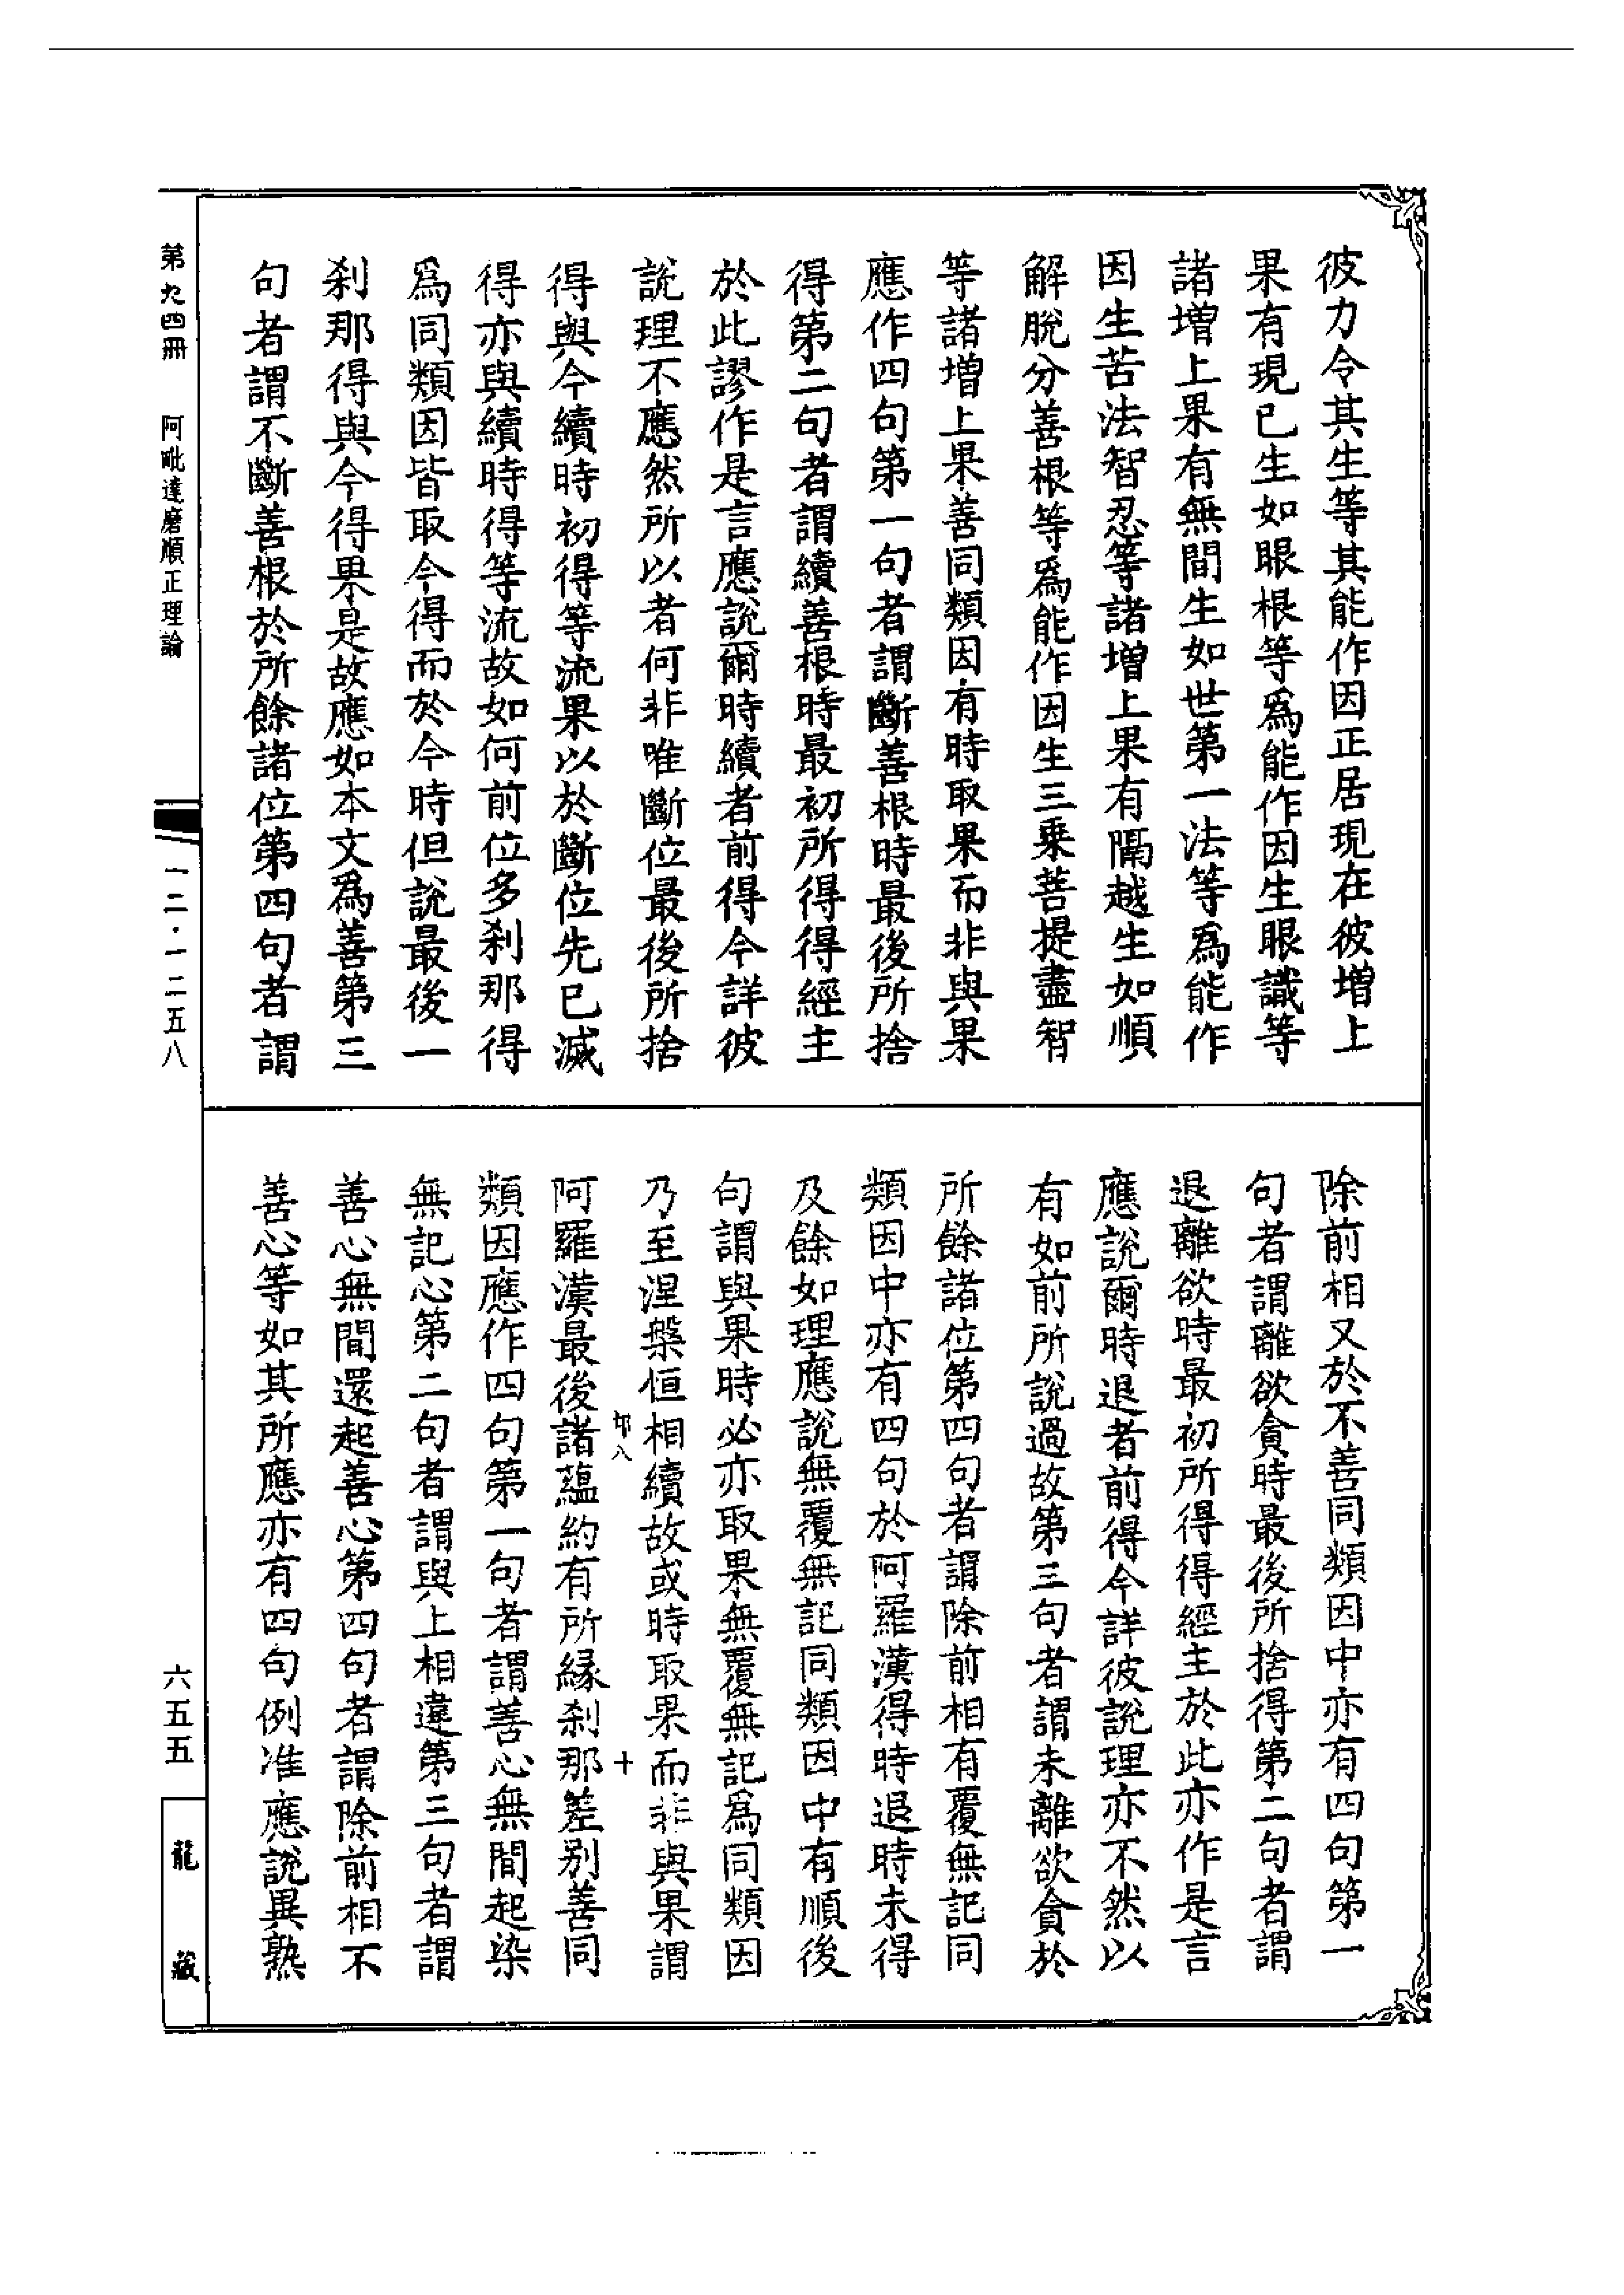 彼力令其生等其能作因正居現在彼增上
果有現已生如眼根等爲能作因生眼識等
諸增上果有無間生如世第一法等爲能作
因生苦法智忍等諸增上果有隔越生如順
解脫分善根等爲能作因生三乗菩提盡智
等諸增上果善同類因有時取果而非與果
應作四句第一句者謂斷善根時最後所捨
得第二句者謂續善根時最初所得得經主
於此謬作是言應說爾時續者前得今詳彼
說理不應然所以者何非唯斷位最後所捨
得與今續時初得等流果以於斷位先已滅
得亦與續時得等流故如何前位多刹那得
爲同類因皆取今得而於今時但說最後一
刹那得與今得果是故應如本文爲善第三
句者謂不斷善根於所餘諸位第四句者謂
除前相又於不善同類因中亦有四句第一
句者謂離欲貪時最後所捨得第二句者謂
退離欲時最初所得得經主於此亦作是言
應說爾時退者前得今詳彼說理亦不然以
有如前所說過故第三句者謂未離欲貪於
所餘諸位第四句者謂除前相有覆無記同
類因中亦有四句於阿羅漢得時退時未得
及餘如理應說無覆無記同類因中有順後
句謂與果時必亦取果無覆無記爲同類因
乃至涅槃恒相續故或時取果而非與果謂
阿羅漢最後諸蘊約有所緣刹那差别善同
類因應作四句第一句者謂善心無間起染
無記心第二句者謂與上相違第三句者謂
善心無間還起善心第四句者謂除前相不
善心等如其所應亦有四句例准應說異熟
八
十
第九四冊
阿毗達磨順正理論
一二·一二五八
六五五
龍藏